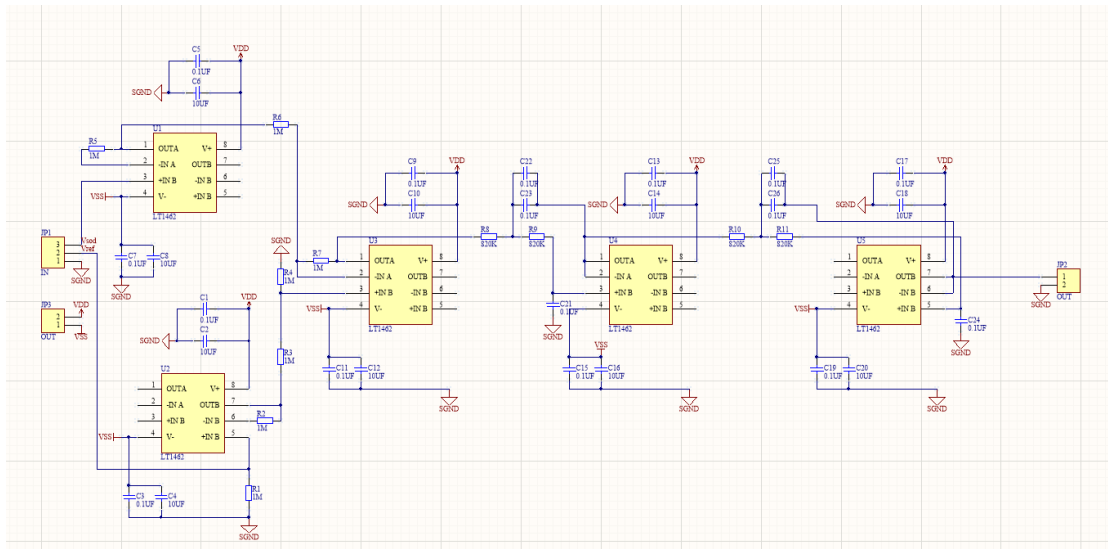 C5
0.1UF
VDD
C6
10UF
SGND
U1
R5
1M
R6
1M
1 OUTA V+ 8
2 -IN A OUTB 7
3 +IN B -IN B 6
4 V- +IN B 5
VSS
LT1462
C7
0.1UF
C8
10UF
SGND
JP1
3
2
1
IN
Vsed
Vref
SGND
JP3
2
1
OUT
VDD
VSS
C1
0.1UF
VDD
C2
10UF
SGND
U2
1 OUTA V+ 8
2 -IN A OUTB 7
3 +IN B -IN B 6
4 V- +IN B 5
VSS
LT1462
C3
0.1UF
C4
10UF
R1
1M
SGND
R2
1M
R3
1M
SGND
R4
1M
R7
1M
C9
0.1UF
VDD
C10
10UF
SGND
U3
1 OUTA V+ 8
2 -IN A OUTB 7
3 +IN B -IN B 6
4 V- +IN B 5
VSS
LT1462
C11
0.1UF
C12
10UF
SGND
C22
0.1UF
C23
0.1UF
R8
820K
R9
820K
C21
0.1UF
SGND
C13
0.1UF
VDD
C14
10UF
SGND
U4
1 OUTA V+ 8
2 -IN A OUTB 7
3 +IN B -IN B 6
4 V- +IN B 5
LT1462
VSS
C15
0.1UF
C16
10UF
SGND
C25
0.1UF
C26
0.1UF
R10
820K
R11
820K
C17
0.1UF
VDD
C18
10UF
SGND
U5
1 OUTA V+ 8
2 -IN A OUTB 7
3 +IN B -IN B 6
4 V- +IN B 5
VSS
LT1462
C19
0.1UF
C20
10UF
SGND
C24
0.1UF
SGND
JP2
1
2
OUT
SGND